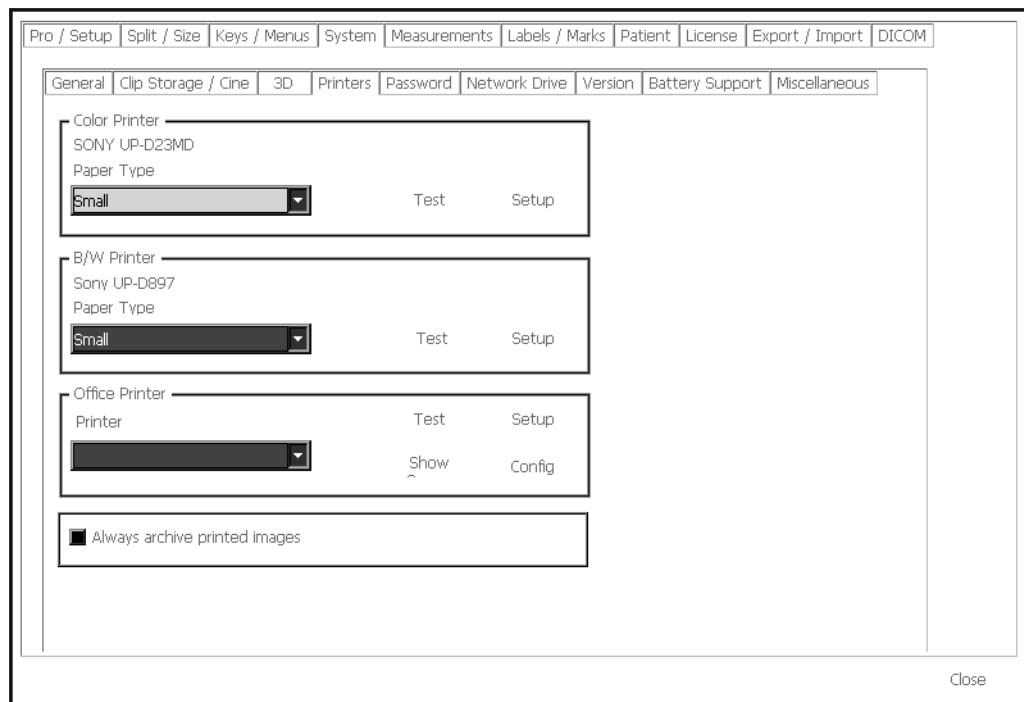 Pro / Setup Split / Size Keys / Menus System Measurements Labels / Marks Patient License Export / Import DICOM
General Clip Storage / Cine 3D Printers Password Network Drive Version Battery Support Miscellaneous
Color Printer
SONY UP-D23MD
Paper Type
Small Test Setup
B/W Printer
Sony UP-D897
Paper Type
Small Test Setup
Office Printer
Printer Test Setup
Show Config
Always archive printed images
Close